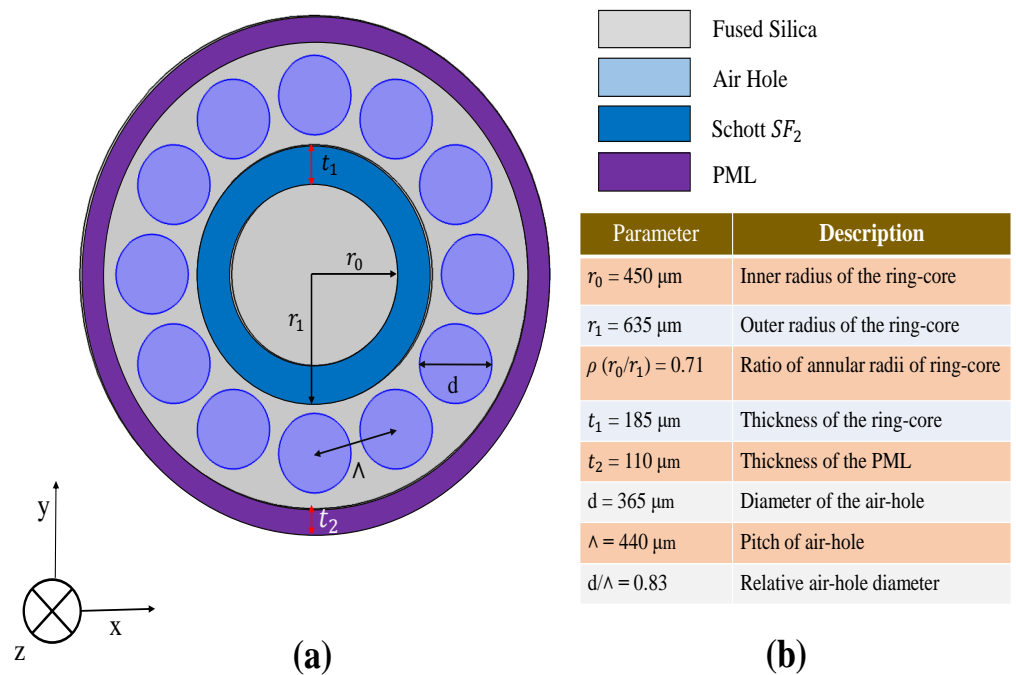 t₁
r₀
r₁
d
Λ
t₂
y
x
z
(a)
Fused Silica
Air Hole
Schott SF₂
PML
Parameter Description
r₀ = 450 μm Inner radius of the ring-core
r₁ = 635 μm Outer radius of the ring-core
ρ (r₀/r₁) = 0.71 Ratio of annular radii of ring-core
t₁ = 185 μm Thickness of the ring-core
t₂ = 110 μm Thickness of the PML
d = 365 μm Diameter of the air-hole
Λ = 440 μm Pitch of air-hole
d/Λ = 0.83 Relative air-hole diameter
(b)